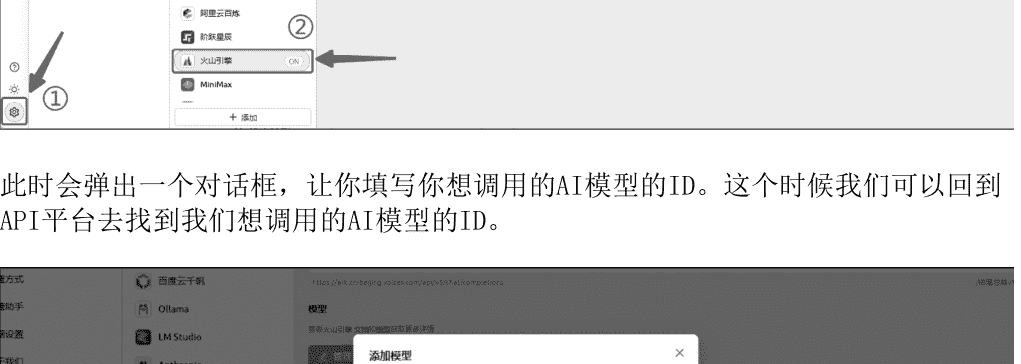 阿里云百炼
阶跃星辰
②
火山引擎 ON
MiniMax
①
+ 添加
此时会弹出一个对话框，让你填写你想调用的AI模型的ID。这个时候我们可以回到
API平台去找到我们想调用的AI模型的ID。
百度云千帆
Ollama
模型
LM Studio
添加模型